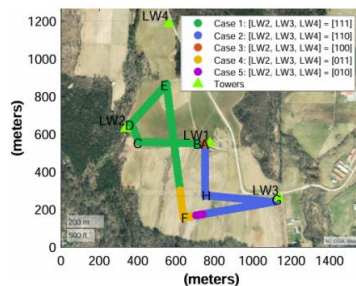 1200
1000
800
600
400
200
0
(meters)
LW4
E
LW2
D
C
LW1
BA
H
LW3
G
F
200 m
500 ft
Case 1: [LW2, LW3, LW4] = [111]
Case 2: [LW2, LW3, LW4] = [110]
Case 3: [LW2, LW3, LW4] = [100]
Case 4: [LW2, LW3, LW4] = [011]
Case 5: [LW2, LW3, LW4] = [010]
Towers
0 200 400 600 800 1000 1200 1400
(meters)